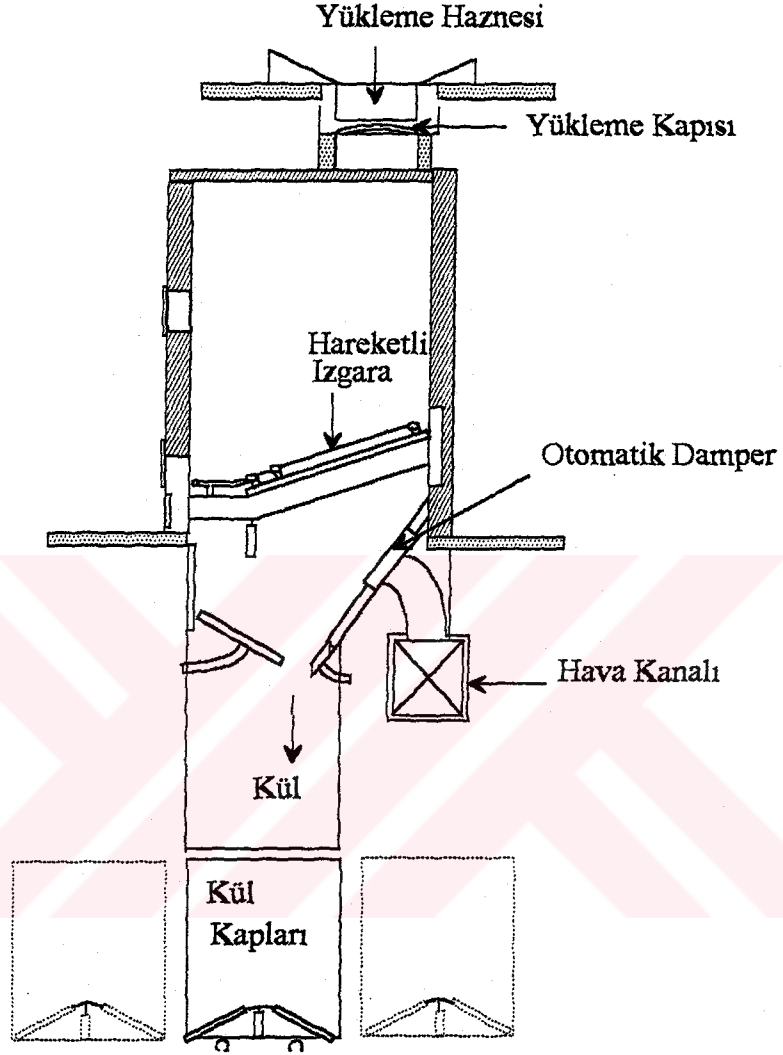 Yükleme Haznesi
Yükleme Kapısı
Hareketli
Izgara
Otomatik Damper
Hava Kanalı
Kül
Kül
Kapları